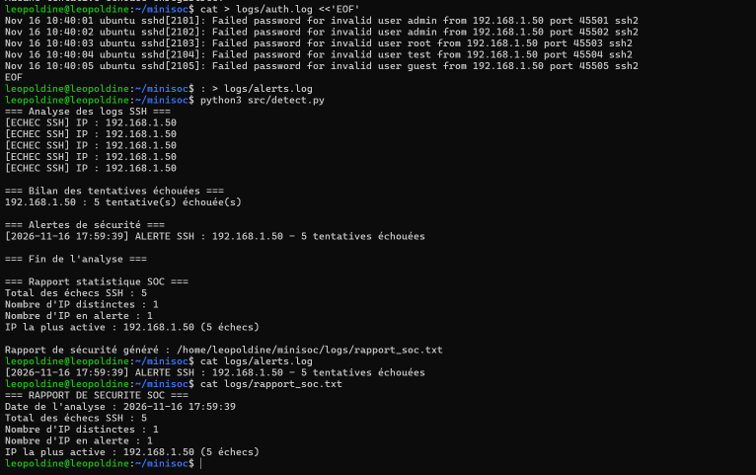 leopoldine@leopoldine:~/minisoc$ cat > logs/auth.log <<'EOF'
Nov 16 10:40:01 ubuntu sshd[2101]: Failed password for invalid user admin from 192.168.1.50 port 45501 ssh2
Nov 16 10:40:02 ubuntu sshd[2102]: Failed password for invalid user admin from 192.168.1.50 port 45502 ssh2
Nov 16 10:40:03 ubuntu sshd[2103]: Failed password for invalid user root from 192.168.1.50 port 45503 ssh2
Nov 16 10:40:04 ubuntu sshd[2104]: Failed password for invalid user test from 192.168.1.50 port 45504 ssh2
Nov 16 10:40:05 ubuntu sshd[2105]: Failed password for invalid user guest from 192.168.1.50 port 45505 ssh2
EOF
leopoldine@leopoldine:~/minisoc$ : > logs/alerts.log
leopoldine@leopoldine:~/minisoc$ python3 src/detect.py
=== Analyse des logs SSH ===
[ECHEC SSH] IP : 192.168.1.50
[ECHEC SSH] IP : 192.168.1.50
[ECHEC SSH] IP : 192.168.1.50
[ECHEC SSH] IP : 192.168.1.50
[ECHEC SSH] IP : 192.168.1.50
=== Bilan des tentatives échouées ===
192.168.1.50 : 5 tentative(s) échouée(s)
=== Alertes de sécurité ===
[2026-11-16 17:59:39] ALERTE SSH : 192.168.1.50 - 5 tentatives échouées
=== Fin de l'analyse ===
=== Rapport statistique SOC ===
Total des échecs SSH : 5
Nombre d'IP distinctes : 1
Nombre d'IP en alerte : 1
IP la plus active : 192.168.1.50 (5 échecs)
Rapport de sécurité généré : /home/leopoldine/minisoc/logs/rapport_soc.txt
leopoldine@leopoldine:~/minisoc$ cat logs/alerts.log
[2026-11-16 17:59:39] ALERTE SSH : 192.168.1.50 - 5 tentatives échouées
leopoldine@leopoldine:~/minisoc$ cat logs/rapport_soc.txt
=== RAPPORT DE SECURITE SOC ===
Date de l'analyse : 2026-11-16 17:59:39
Total des échecs SSH : 5
Nombre d'IP distinctes : 1
Nombre d'IP en alerte : 1
IP la plus active : 192.168.1.50 (5 échecs)
leopoldine@leopoldine:~/minisoc$